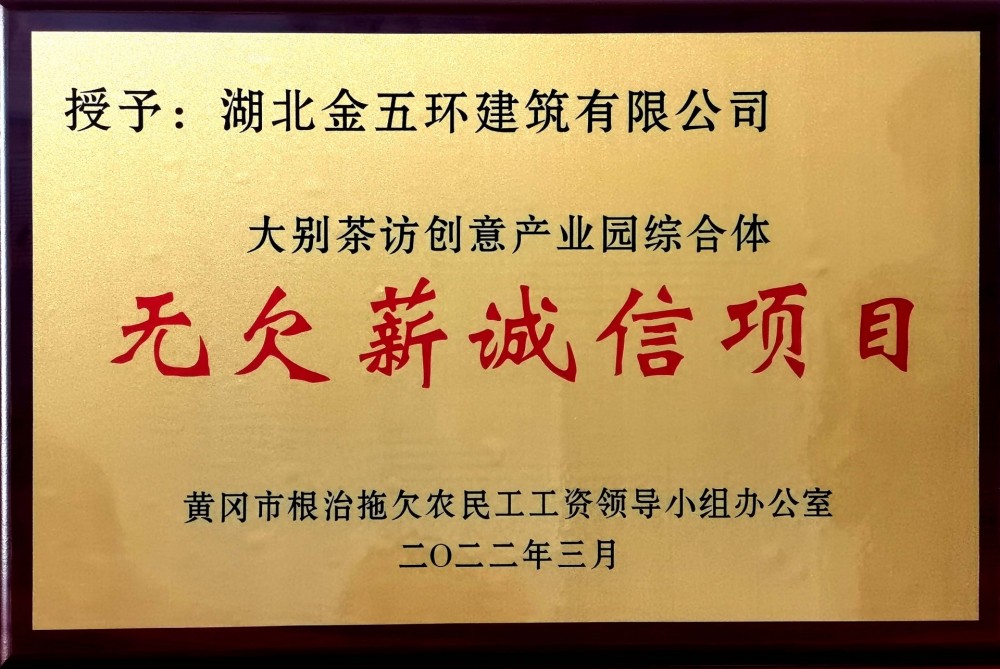 授予：湖北金五环建筑有限公司
大别茶访创意产业园综合体
无欠薪诚信项目
黄冈市根治拖欠农民工工资领导小组办公室
二〇二二年三月